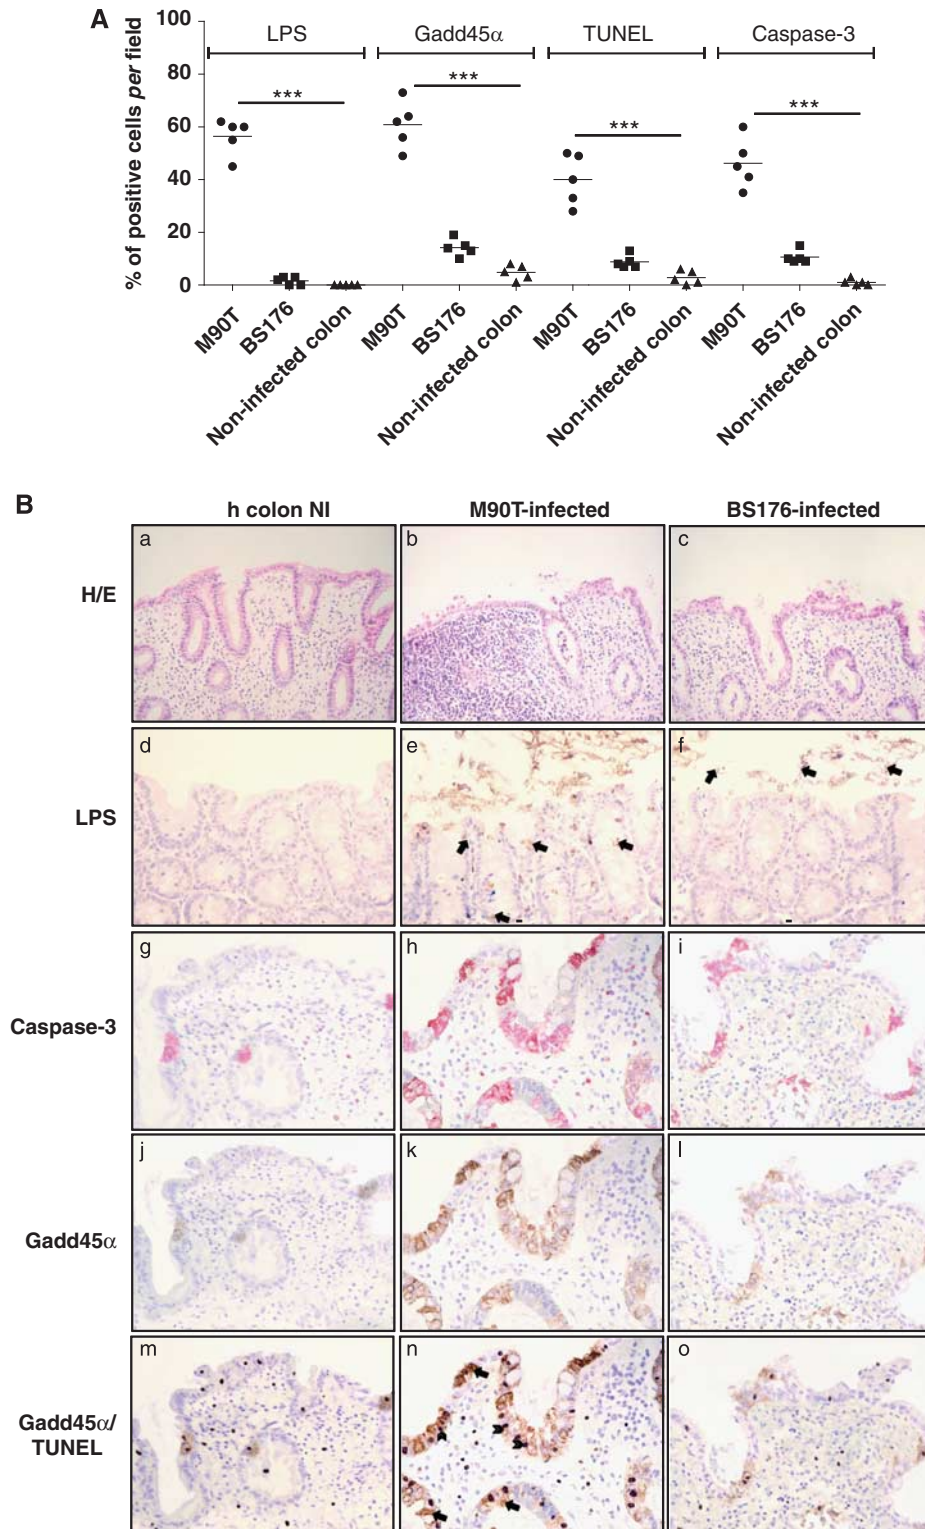 A
% of positive cells per field
100
80
60
40
20
0
LPS
Gadd45α
TUNEL
Caspase-3
***
***
***
***
M90T
BS176
Non-infected colon
M90T
BS176
Non-infected colon
M90T
BS176
Non-infected colon
M90T
BS176
Non-infected colon
B
h colon NI
M90T-infected
BS176-infected
H/E
a
b
c
LPS
d
e
f
Caspase-3
g
h
i
Gadd45α
j
k
l
Gadd45α/
TUNEL
m
n
o